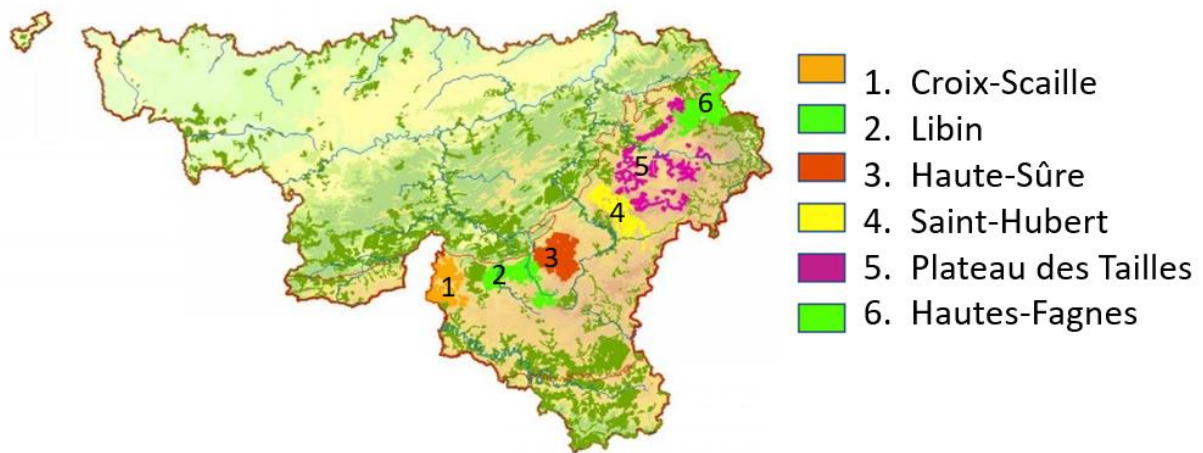 6
5
4
3
2
1
1. Croix-Scaille
2. Libin
3. Haute-Sûre
4. Saint-Hubert
5. Plateau des Tailles
6. Hautes-Fagnes